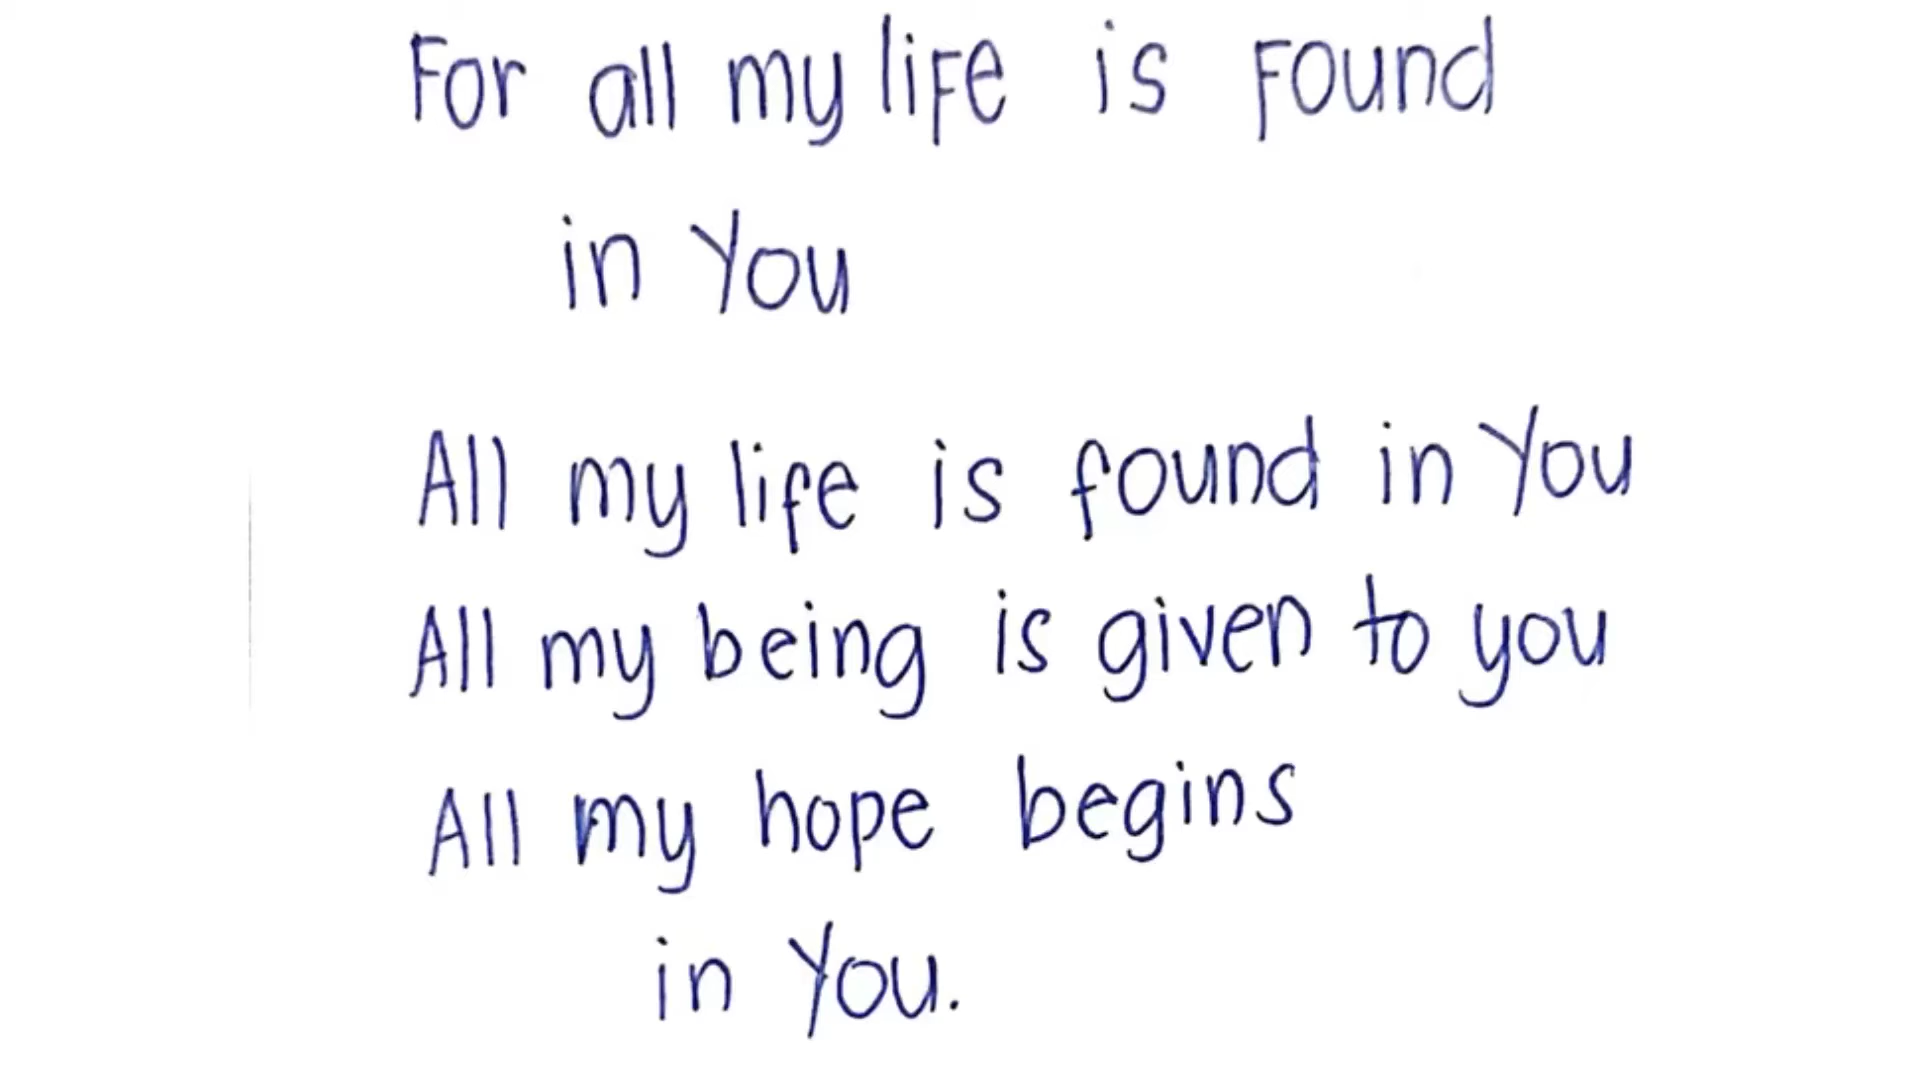 For all my life is Found
in You
All my life is found in You
All my being is given to you
All my hope begins
in You.